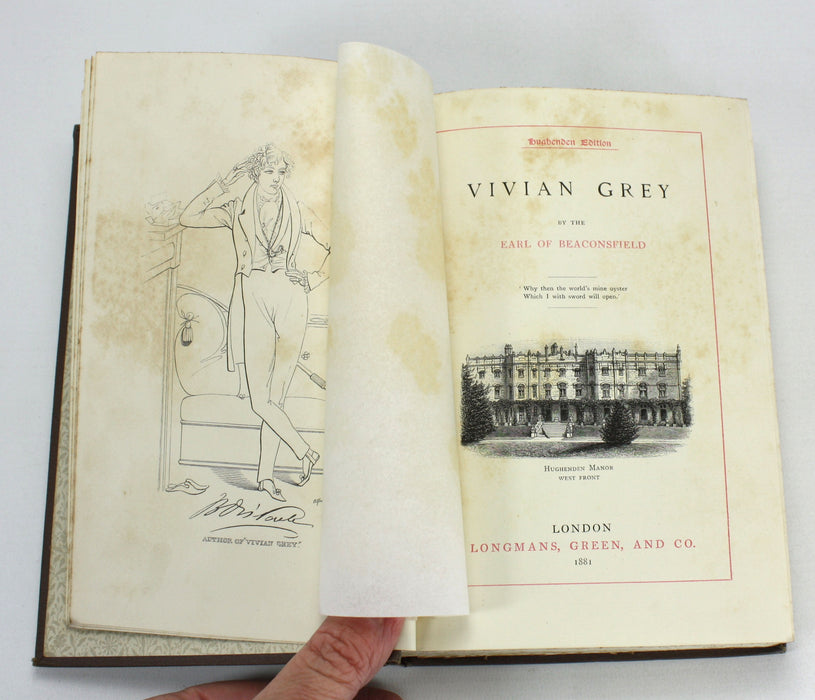 B. Disraeli
AUTHOR OF 'VIVIAN GREY.'
Hughenden Edition
VIVIAN GREY
BY THE
EARL OF BEACONSFIELD
'Why then the world's mine oyster
Which I with sword will open.'
HUGHENDEN MANOR
WEST FRONT
LONDON
LONGMANS, GREEN, AND CO.
1881